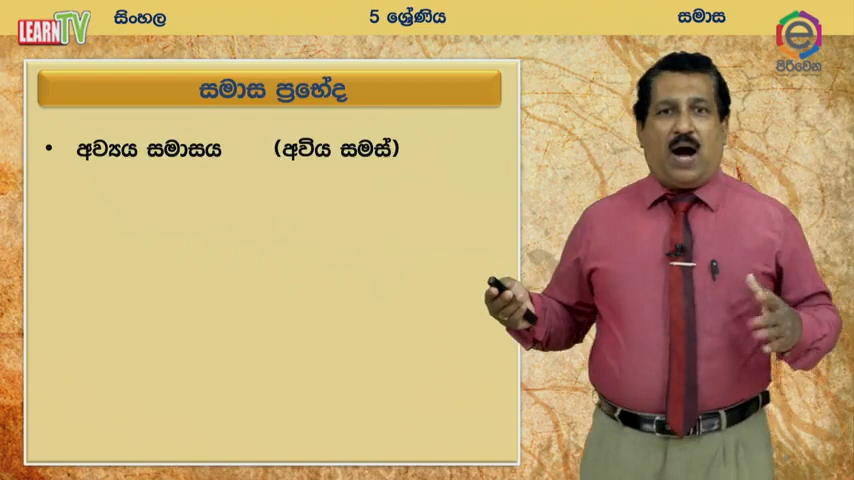 LEARN TV
සිංහල
5 ශ්‍රේණිය
සමාස
e
පිරිවෙන
සමාස ප්‍රභේද
• අව්‍යය සමාසය (අවිය සමස්)